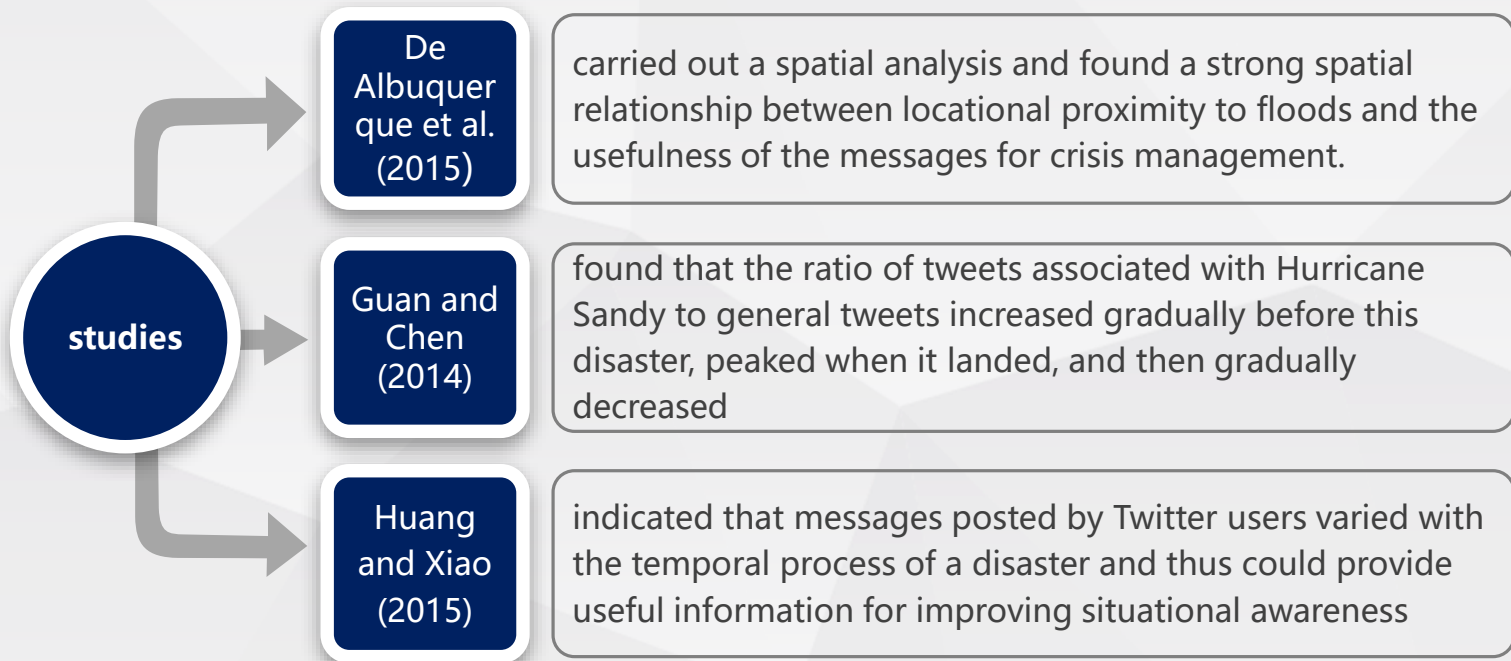 studies
De
Albuquer
que et al.
(2015)
carried out a spatial analysis and found a strong spatial
relationship between locational proximity to floods and the
usefulness of the messages for crisis management.
Guan and
Chen
(2014)
found that the ratio of tweets associated with Hurricane
Sandy to general tweets increased gradually before this
disaster, peaked when it landed, and then gradually
decreased
Huang
and Xiao
(2015)
indicated that messages posted by Twitter users varied with
the temporal process of a disaster and thus could provide
useful information for improving situational awareness